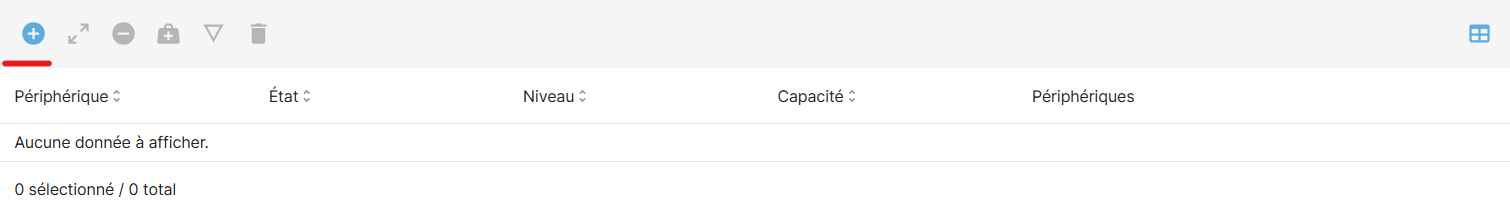 Périphérique État Niveau Capacité Périphériques
Aucune donnée à afficher.
0 sélectionné / 0 total